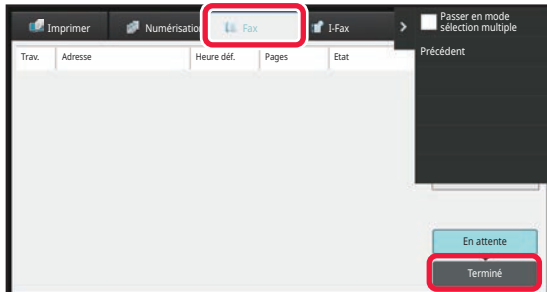 Imprimer
Numérisation
Fax
I-Fax
Passer en mode
sélection multiple
Précédent
Trav.
Adresse
Heure déf.
Pages
Etat
En attente
Terminé